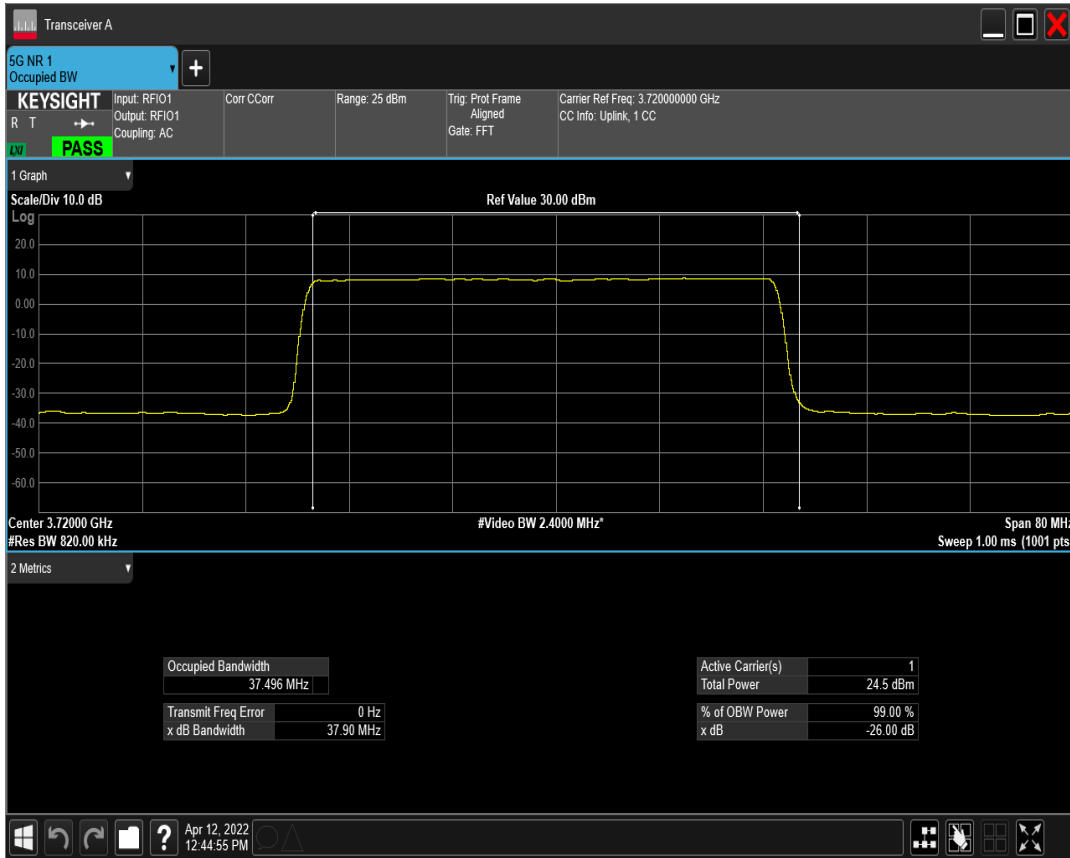 Transceiver A
5G NR 1
Occupied BW
KEYSIGHT
R T
LXI
PASS
Input: RFIO1
Output: RFIO1
Coupling: AC
Corr CCorr
Range: 25 dBm
Trig: Prot Frame
Aligned
Gate: FFT
Carrier Ref Freq: 3.720000000 GHz
CC Info: Uplink, 1 CC
1 Graph
Scale/Div 10.0 dB
Ref Value 30.00 dBm
Log
20.0
10.0
0.00
-10.0
-20.0
-30.0
-40.0
-50.0
-60.0
Center 3.72000 GHz
#Video BW 2.4000 MHz*
Span 80 MHz
#Res BW 820.00 kHz
Sweep 1.00 ms (1001 pts
2 Metrics
Occupied Bandwidth
37.496 MHz
Transmit Freq Error 0 Hz
x dB Bandwidth 37.90 MHz
Active Carrier(s) 1
Total Power 24.5 dBm
% of OBW Power 99.00 %
x dB -26.00 dB
?
Apr 12, 2022
12:44:55 PM